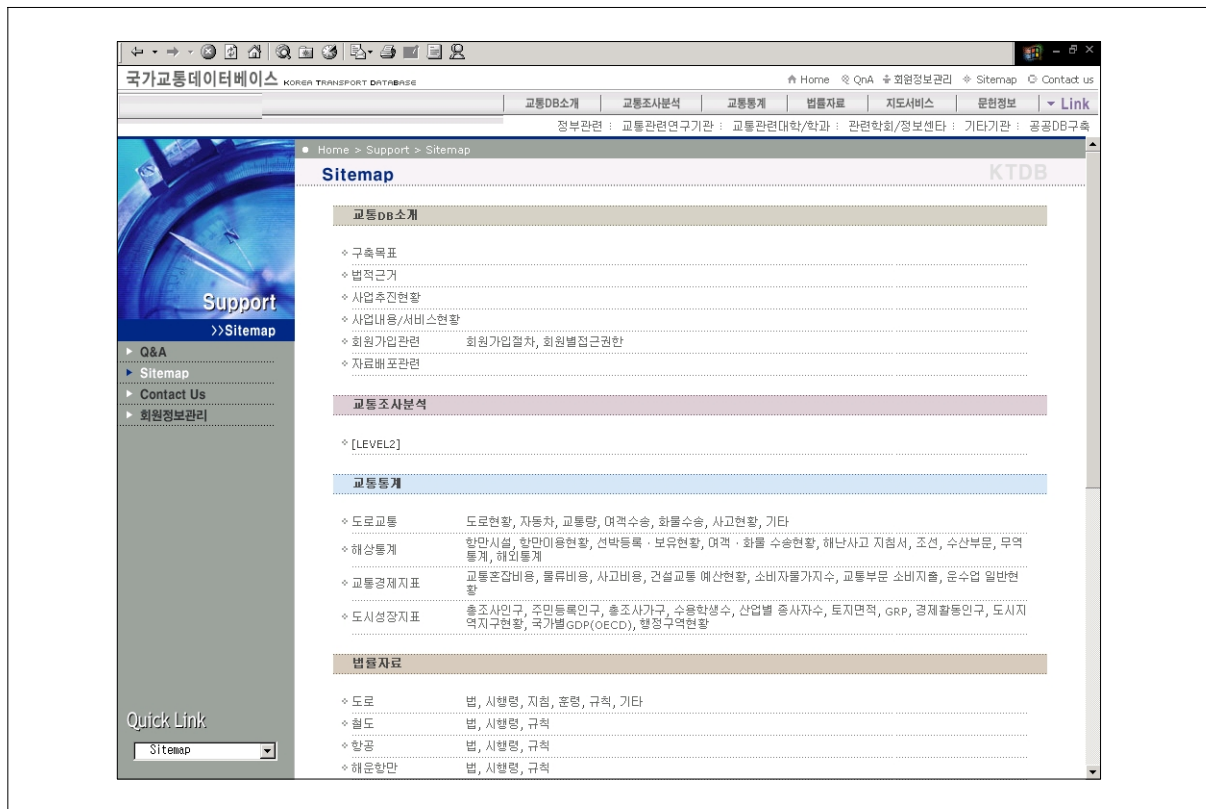 국가교통데이터베이스 KOREA TRANSPORT DATABASE
Home QnA 회원정보관리 Sitemap Contact us
교통DB소개 교통조사분석 교통통계 법률자료 지도서비스 문헌정보 Link
정부관련 : 교통관련연구기관 : 교통관련대학/학과 : 관련학회/정보센타 : 기타기관 : 공공DB구축
Home > Support > Sitemap
Sitemap
KTDB
Support
>>Sitemap
Q&A
Sitemap
Contact Us
회원정보관리
Quick Link
Sitemap
교통DB소개
구축목표
법적근거
사업추진현황
사업내용/서비스현황
회원가입관련 회원가입절차, 회원별접근권한
자료배포관련
교통조사분석
[LEVEL2]
교통통계
도로교통 도로현황, 자동차, 교통량, 여객수송, 화물수송, 사고현황, 기타
해상통계 항만시설, 항만이용현황, 선박등록 · 보유현황, 여객 · 화물 수송현황, 해난사고 지침서, 조선, 수산부문, 무역
통계, 해외통계
교통경제지표 교통혼잡비용, 물류비용, 사고비용, 건설교통 예산현황, 소비자물가지수, 교통부문 소비지출, 운수업 일반현
황
도시성장지표 총조사인구, 주민등록인구, 총조사가구, 수용학생수, 산업별 종사자수, 토지면적, GRP, 경제활동인구, 도시지
역지구현황, 국가별GDP(OECD), 행정구역현황
법률자료
도로 법, 시행령, 지침, 훈령, 규칙, 기타
철도 법, 시행령, 규칙
항공 법, 시행령, 규칙
해운항만 법, 시행령, 규칙